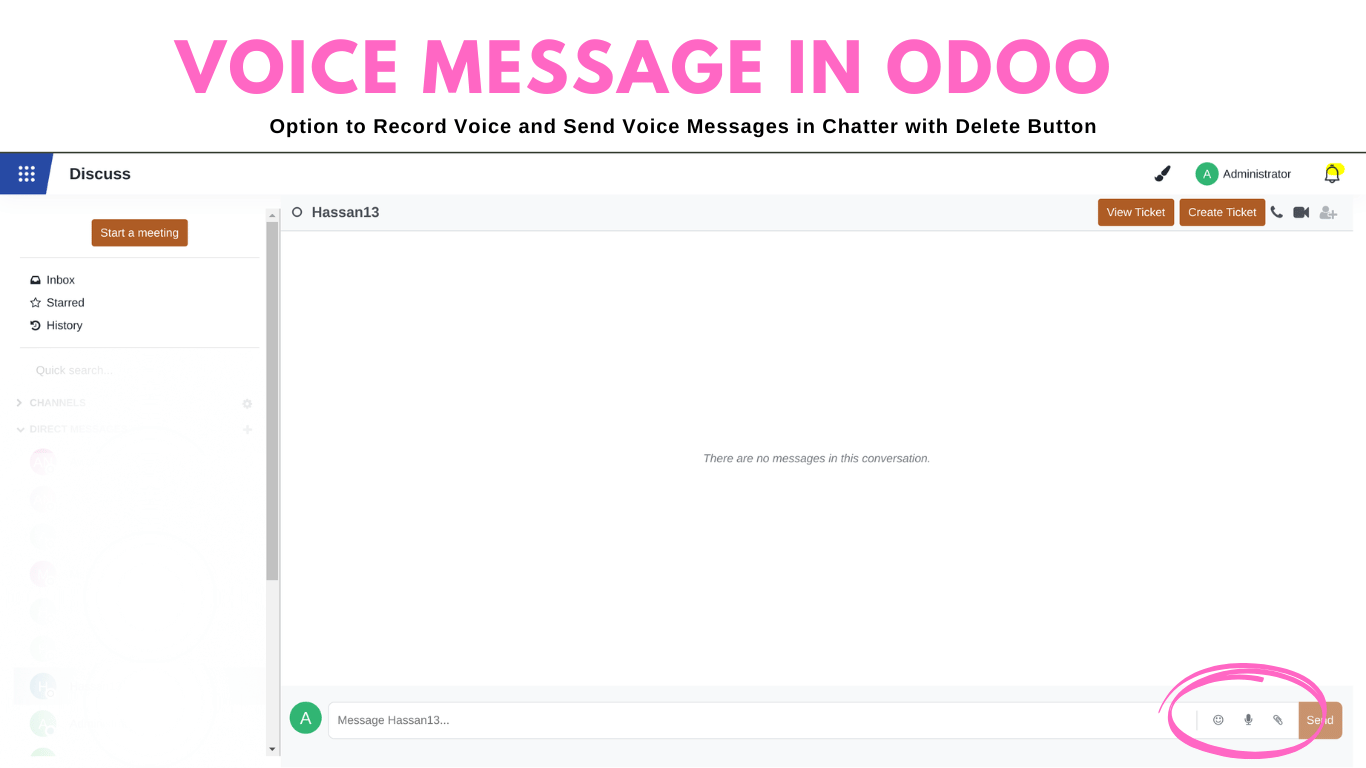 VOICE MESSAGE IN ODOO
Option to Record Voice and Send Voice Messages in Chatter with Delete Button
Discuss
A Administrator
Start a meeting
Hassan13
View Ticket Create Ticket
Inbox
Starred
History
Quick search...
CHANNELS
DIRECT
There are no messages in this conversation.
A Message Hassan13... Send